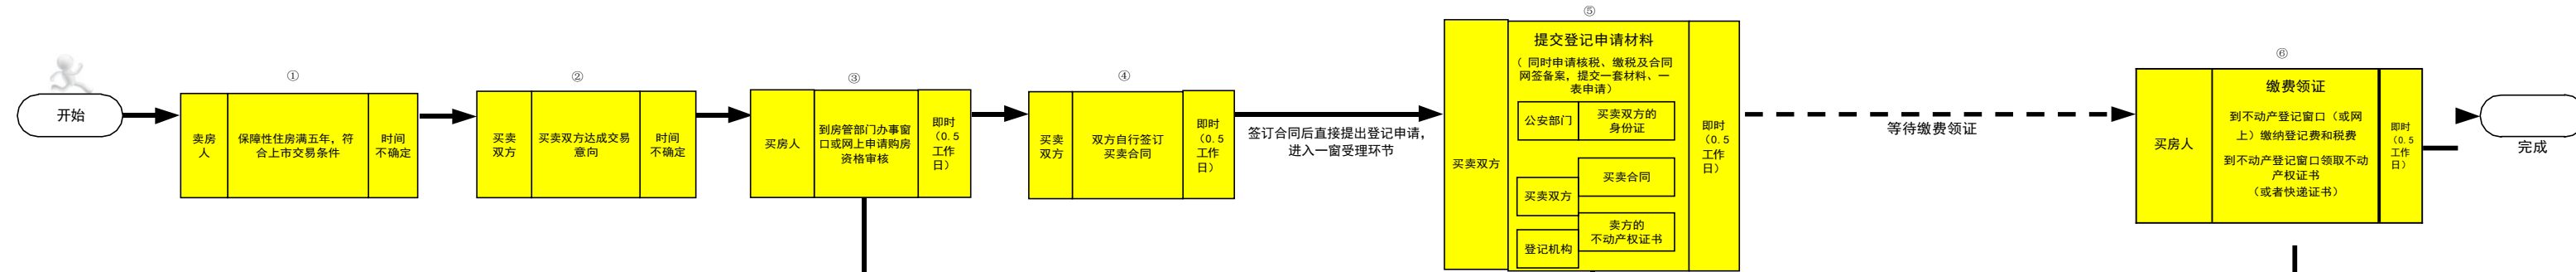 开始
①
卖房
人
保障性住房满五年，符
合上市交易条件
时间
不确定
②
买卖
双方
买卖双方达成交易
意向
时间
不确定
③
买房人
到房管部门办事窗
口或网上申请购房
资格审核
即时
（0.5
工作
日）
④
买卖
双方
双方自行签订
买卖合同
即时
（0.5
工作
日）
签订合同后直接提出登记申请，
进入一窗受理环节
⑤
买卖双方
提交登记申请材料
（ 同时申请核税、缴税及合同
网签备案，提交一套材料、一
表申请）
公安部门
买卖双方的
身份证
买卖双方
买卖合同
登记机构
卖方的
不动产权证书
即时
（0.5
工作
日）
等待缴费领证
⑥
买房人
缴费领证
到不动产登记窗口（或网
上）缴纳登记费和税费
到不动产登记窗口领取不动
产权证书
（或者快递证书）
即时
（0.5
工作
日）
完成